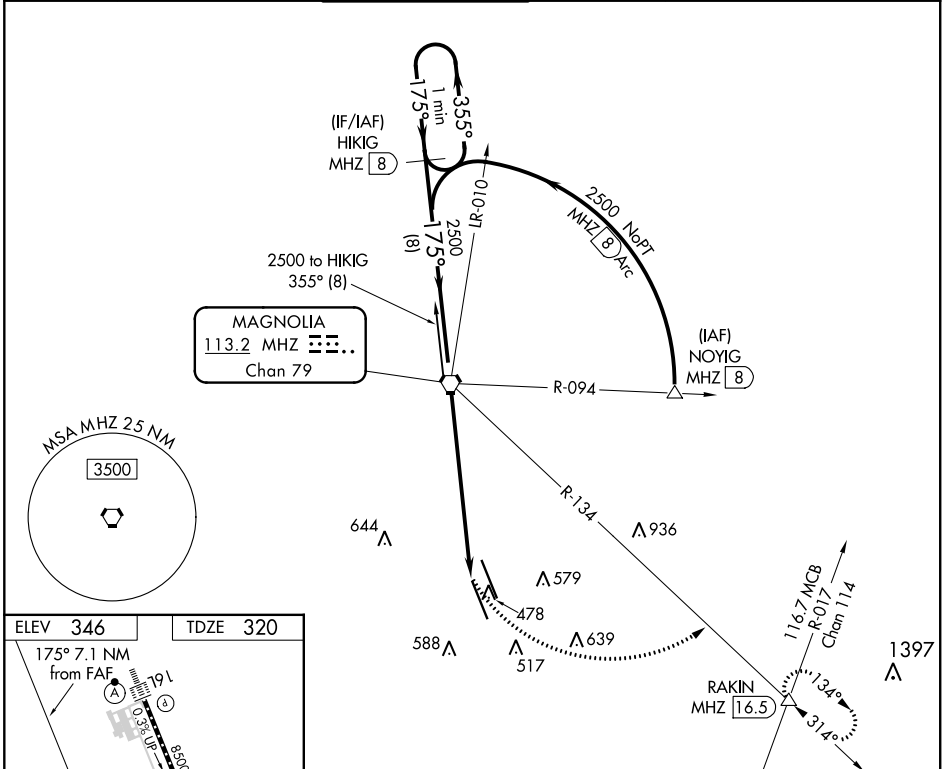 175°
1 min
355°
(IF/IAF)
HIKIG
MHZ 8
LR-010
2500 NoPT
MHZ 8 Arc
2500
175°
(8)
2500 to HIKIG
355° (8)
MAGNOLIA
113.2 MHZ
Chan 79
(IAF)
NOYIG
MHZ 8
R-094
MSA MHZ 25 NM
3500
R-134
644
936
579
478
639
588
517
116.7 MCB
R-017
Chan 114
1397
RAKIN
MHZ 16.5
134°
314°
ELEV 346
TDZE 320
175° 7.1 NM
from FAF
A
16L
P
0.3% UP
8500